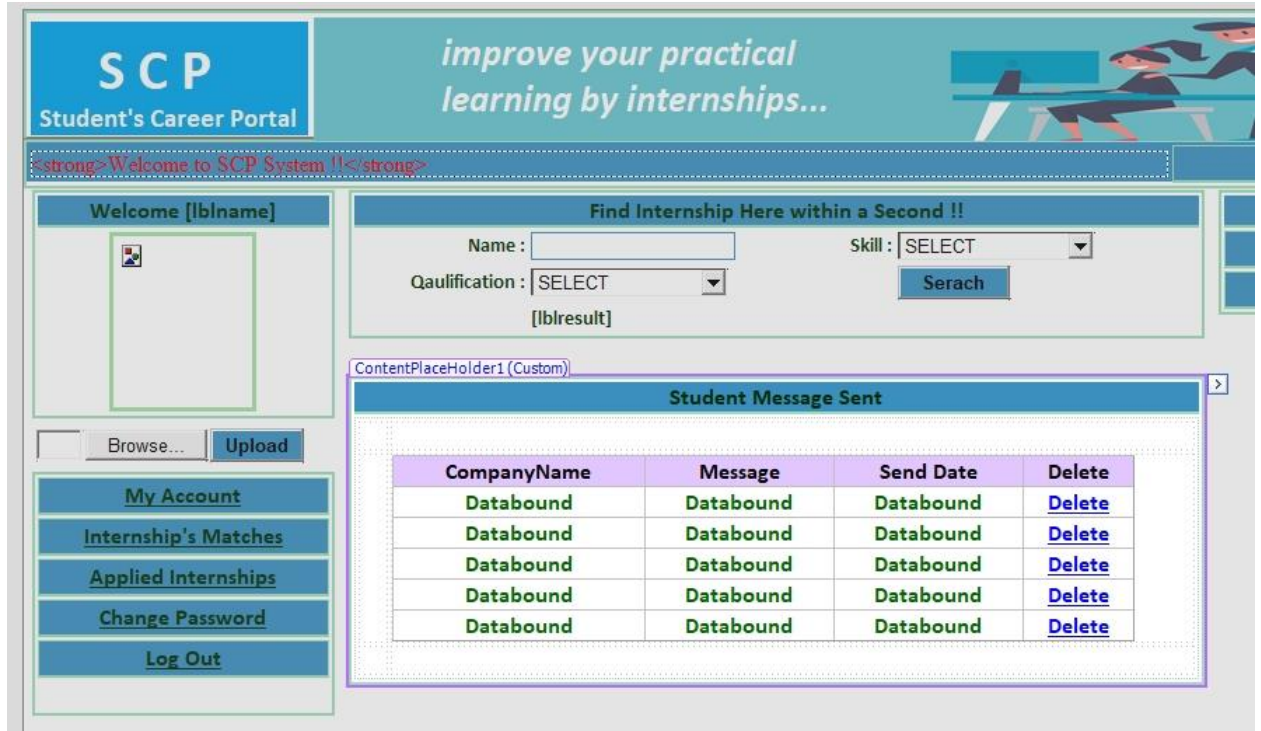 S C P
Student's Career Portal
improve your practical
learning by internships...
<strong>Welcome to SCP System !!</strong>
Welcome [lblname]
Browse... Upload
My Account
Internship's Matches
Applied Internships
Change Password
Log Out
Find Internship Here within a Second !!
Name : Skill : SELECT
Qaulification : SELECT Serach
[lblresult]
ContentPlaceHolder1 (Custom)
Student Message Sent
CompanyName Message Send Date Delete
Databound Databound Databound Delete
Databound Databound Databound Delete
Databound Databound Databound Delete
Databound Databound Databound Delete
Databound Databound Databound Delete